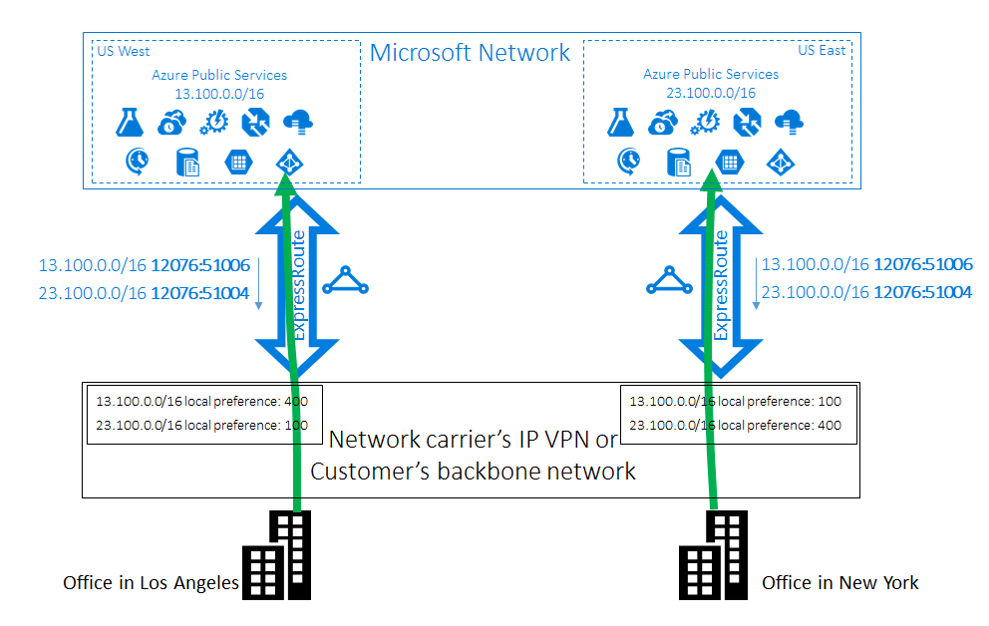 Microsoft Network
US West
Azure Public Services
13.100.0.0/16
US East
Azure Public Services
23.100.0.0/16
13.100.0.0/16 12076:51006
23.100.0.0/16 12076:51004
ExpressRoute
ExpressRoute
13.100.0.0/16 12076:51006
23.100.0.0/16 12076:51004
13.100.0.0/16 local preference: 400
23.100.0.0/16 local preference: 100
13.100.0.0/16 local preference: 100
23.100.0.0/16 local preference: 400
Network carrier's IP VPN or
Customer's backbone network
Office in Los Angeles
Office in New York